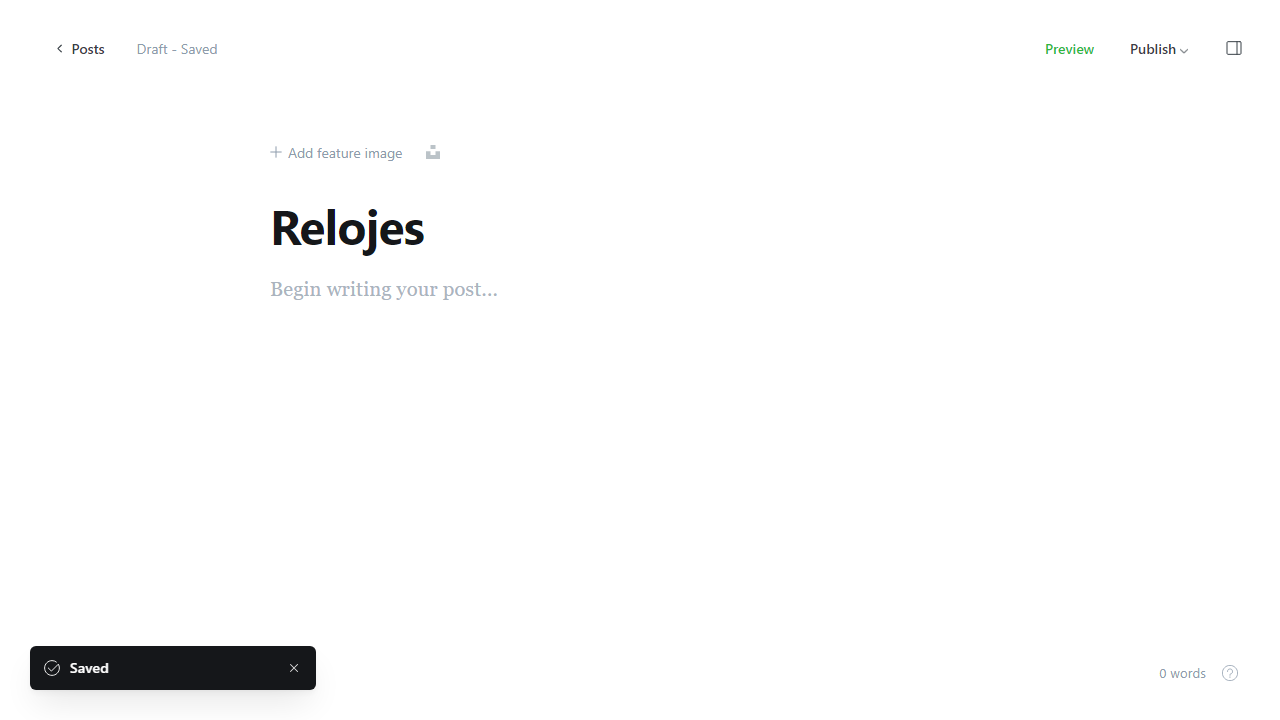 Posts
Draft - Saved
Preview
Publish
Add feature image
Relojes
Begin writing your post...
Saved
0 words
?